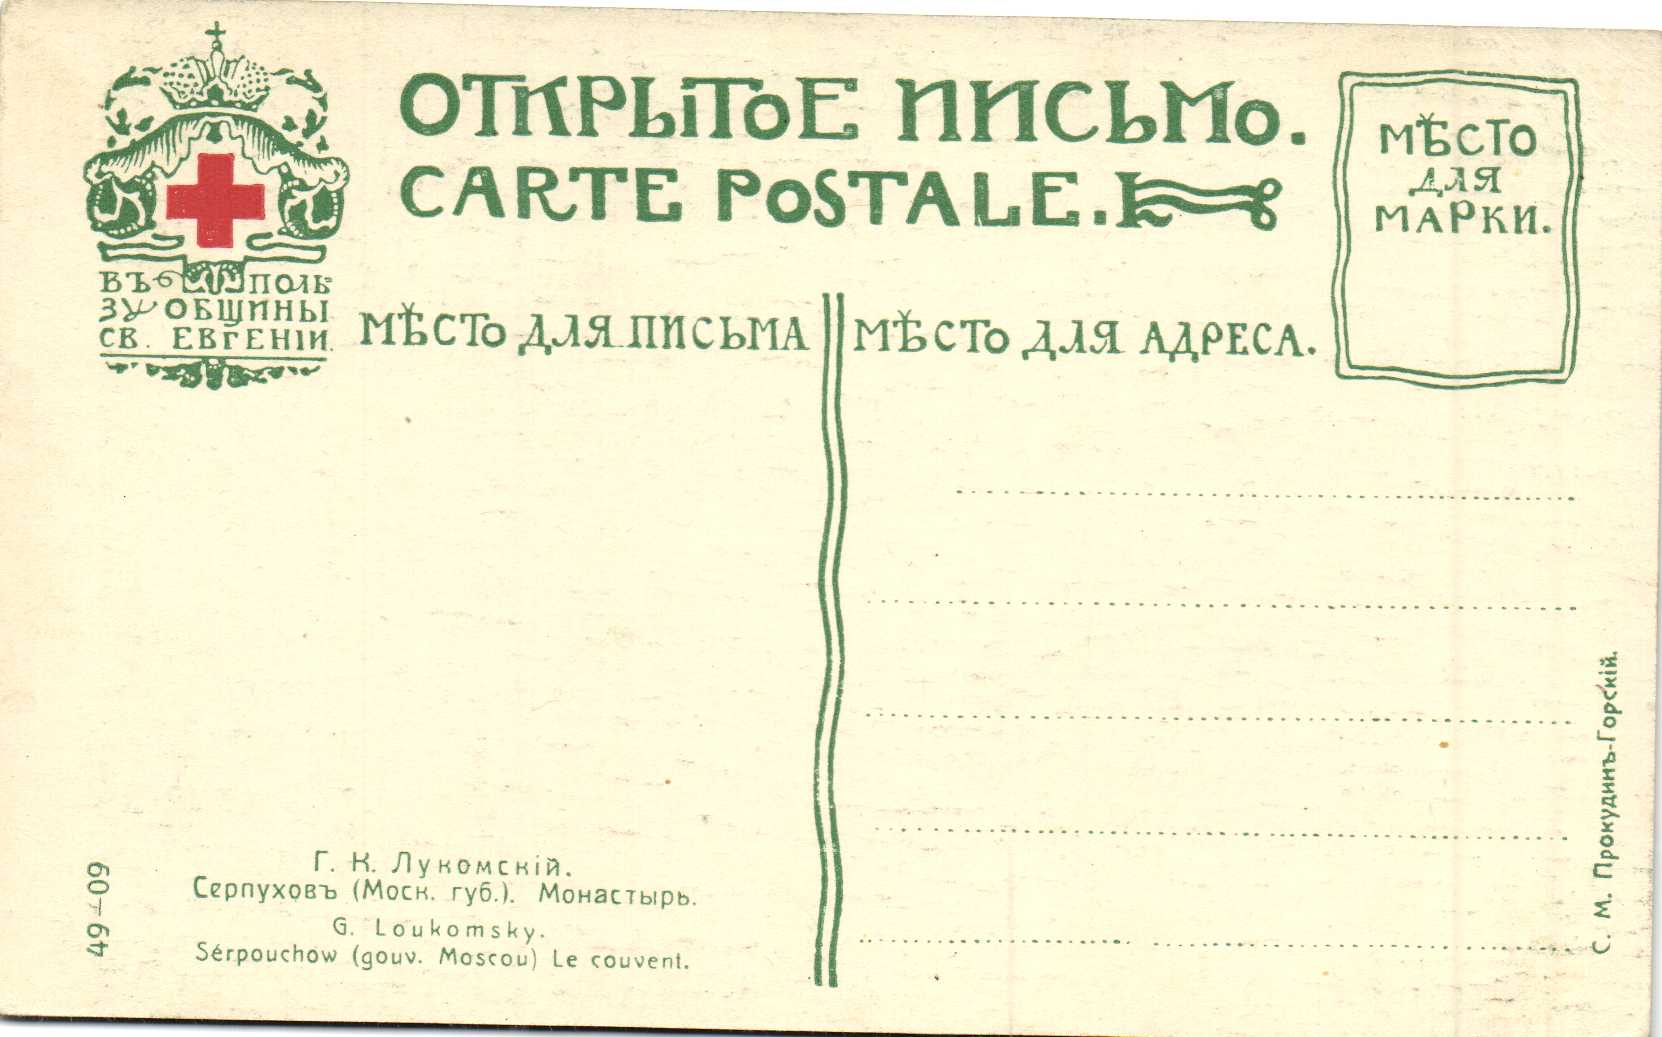 ОТКРЫТОЕ ПИСЬМО.
CARTE POSTALE.
МѢСТО
ДЛЯ
МАРКИ.
ВЪ ПОЛЬ-
ЗУ ОБЩИНЫ
СВ. ЕВГЕНІИ.
МѢСТО ДЛЯ ПИСЬМА
МѢСТО ДЛЯ АДРЕСА.
Г. К. Лукомскій.
Серпуховъ (Моск. губ.). Монастырь.
G. Loukomsky.
Sérpouchow (gouv. Moscou) Le couvent.
49—09
С. М. Прокудинъ-Горскій.